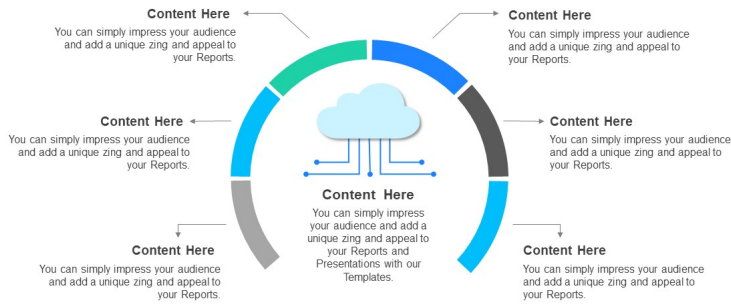 Content Here
You can simply impress your audience
and add a unique zing and appeal to
your Reports.
Content Here
You can simply impress your audience
and add a unique zing and appeal to
your Reports.
Content Here
You can simply impress your audience
and add a unique zing and appeal to
your Reports.
Content Here
You can simply impress your audience
and add a unique zing and appeal to
your Reports.
Content Here
You can simply impress
your audience and add a
unique zing and appeal to
your Reports and
Presentations with our
Templates.
Content Here
You can simply impress your audience
and add a unique zing and appeal to
your Reports.
Content Here
You can simply impress your audience
and add a unique zing and appeal to
your Reports.